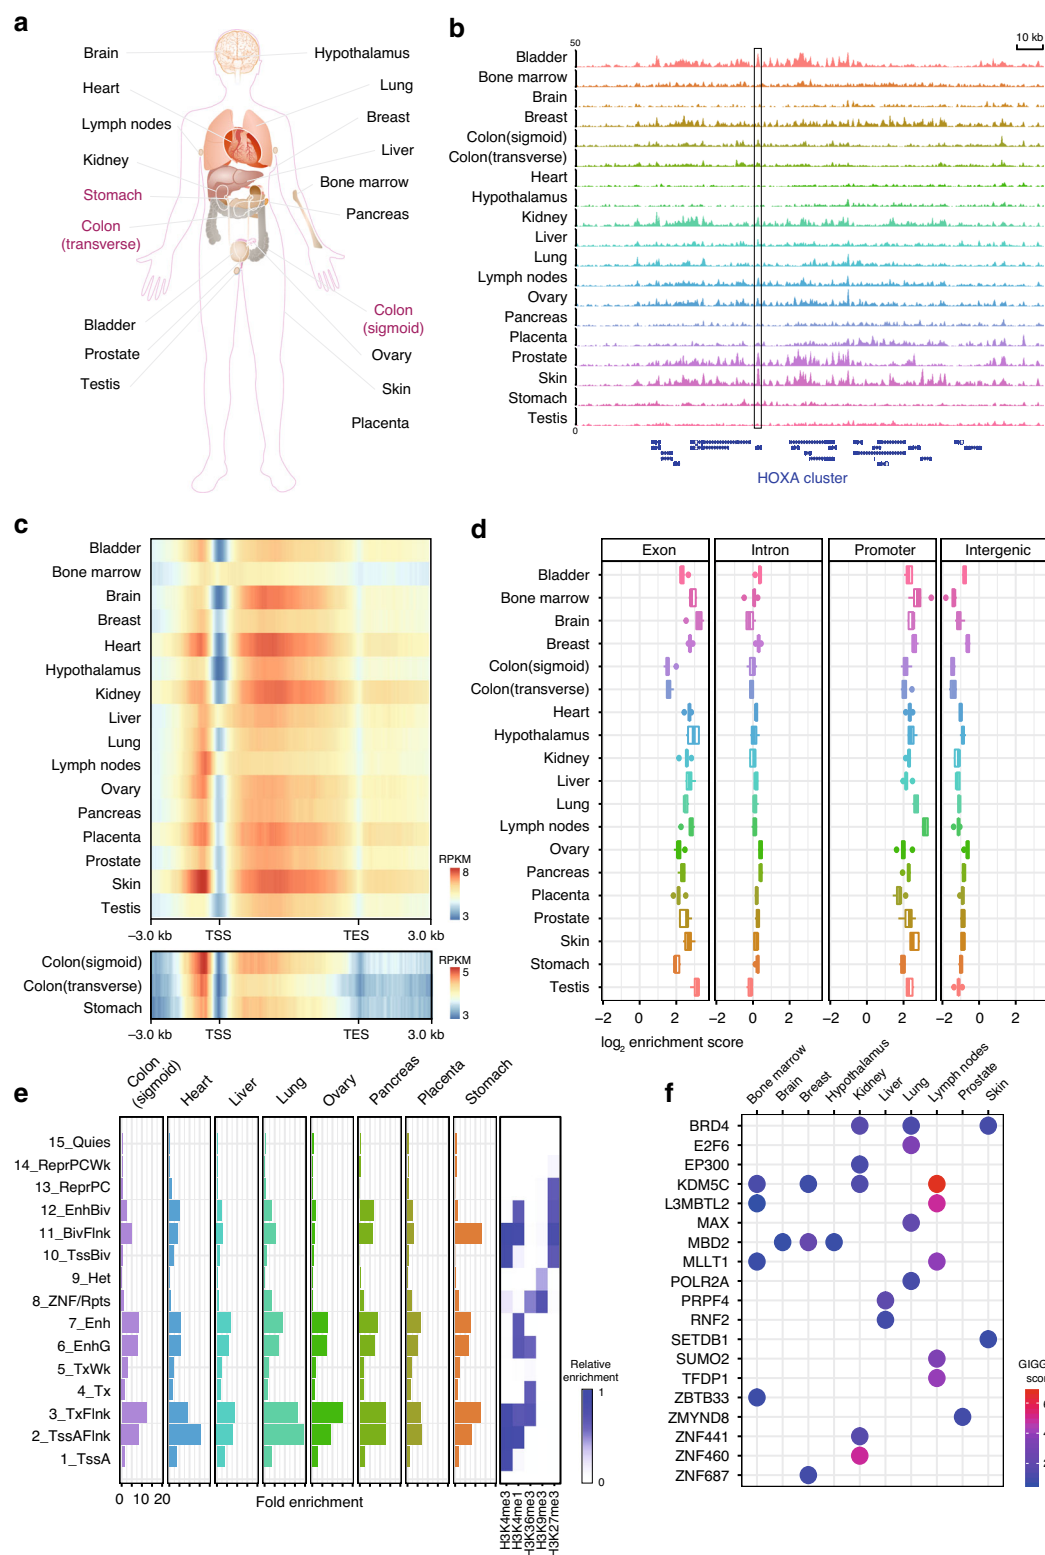 a
Brain
Heart
Lymph nodes
Kidney
Stomach
Colon
(transverse)
Bladder
Prostate
Testis
Hypothalamus
Lung
Breast
Liver
Bone marrow
Pancreas
Colon
(sigmoid)
Ovary
Skin
Placenta
b
50
10 kb
Bladder
Bone marrow
Brain
Breast
Colon(sigmoid)
Colon(transverse)
Heart
Hypothalamus
Kidney
Liver
Lung
Lymph nodes
Ovary
Pancreas
Placenta
Prostate
Skin
Stomach
Testis
0
HOXA cluster
c
Bladder
Bone marrow
Brain
Breast
Heart
Hypothalamus
Kidney
Liver
Lung
Lymph nodes
Ovary
Pancreas
Placenta
Prostate
Skin
Testis
RPKM
8
3
−3.0 kb TSS TES 3.0 kb
Colon(sigmoid)
Colon(transverse)
Stomach
RPKM
5
3
−3.0 kb TSS TES 3.0 kb
d
Exon Intron Promoter Intergenic
Bladder
Bone marrow
Brain
Breast
Colon(sigmoid)
Colon(transverse)
Heart
Hypothalamus
Kidney
Liver
Lung
Lymph nodes
Ovary
Pancreas
Placenta
Prostate
Skin
Stomach
Testis
−2 0 2 −2 0 2 −2 0 2 −2 0 2
log2 enrichment score
e
Colon
(sigmoid)
Heart
Liver
Lung
Ovary
Pancreas
Placenta
Stomach
15_Quies
14_ReprPCWk
13_ReprPC
12_EnhBiv
11_BivFlnk
10_TssBiv
9_Het
8_ZNF/Rpts
7_Enh
6_EnhG
5_TxWk
4_Tx
3_TxFlnk
2_TssAFlnk
1_TssA
0 10 20
Fold enrichment
H3K4me3
H3K4me1
H3K36me3
H3K9me3
H3K27me3
Relative
enrichment
1
0
f
Bone marrow
Brain
Breast
Hypothalamus
Kidney
Liver
Lung
Lymph nodes
Prostate
Skin
BRD4
E2F6
EP300
KDM5C
L3MBTL2
MAX
MBD2
MLLT1
POLR2A
PRPF4
RNF2
SETDB1
SUMO2
TFDP1
ZBTB33
ZMYND8
ZNF441
ZNF460
ZNF687
GIGG
scor